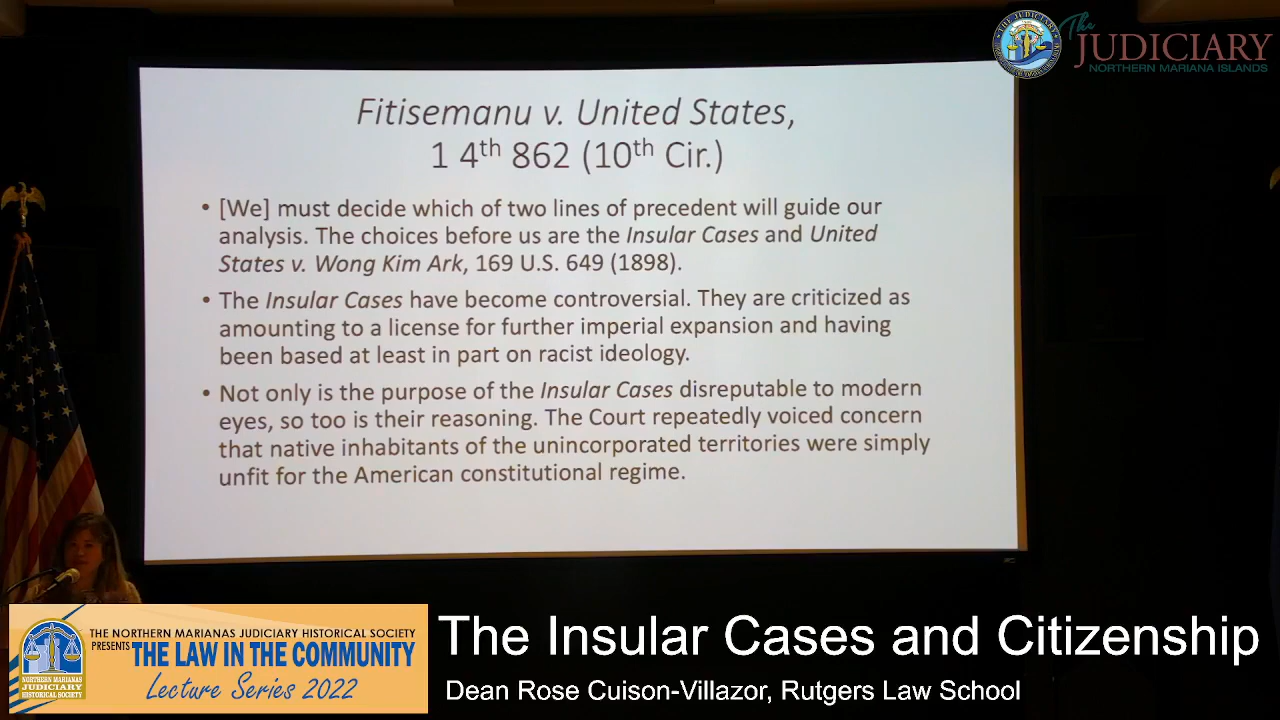 The
JUDICIARY
NORTHERN MARIANA ISLANDS
Fitisemanu v. United States,
1 4th 862 (10th Cir.)
• [We] must decide which of two lines of precedent will guide our
analysis. The choices before us are the Insular Cases and United
States v. Wong Kim Ark, 169 U.S. 649 (1898).
• The Insular Cases have become controversial. They are criticized as
amounting to a license for further imperial expansion and having
been based at least in part on racist ideology.
• Not only is the purpose of the Insular Cases disreputable to modern
eyes, so too is their reasoning. The Court repeatedly voiced concern
that native inhabitants of the unincorporated territories were simply
unfit for the American constitutional regime.
THE NORTHERN MARIANAS JUDICIARY HISTORICAL SOCIETY
PRESENTS THE LAW IN THE COMMUNITY
Lecture Series 2022
NORTHERN MARIANAS
JUDICIARY
HISTORICAL SOCIETY
The Insular Cases and Citizenship
Dean Rose Cuison-Villazor, Rutgers Law School